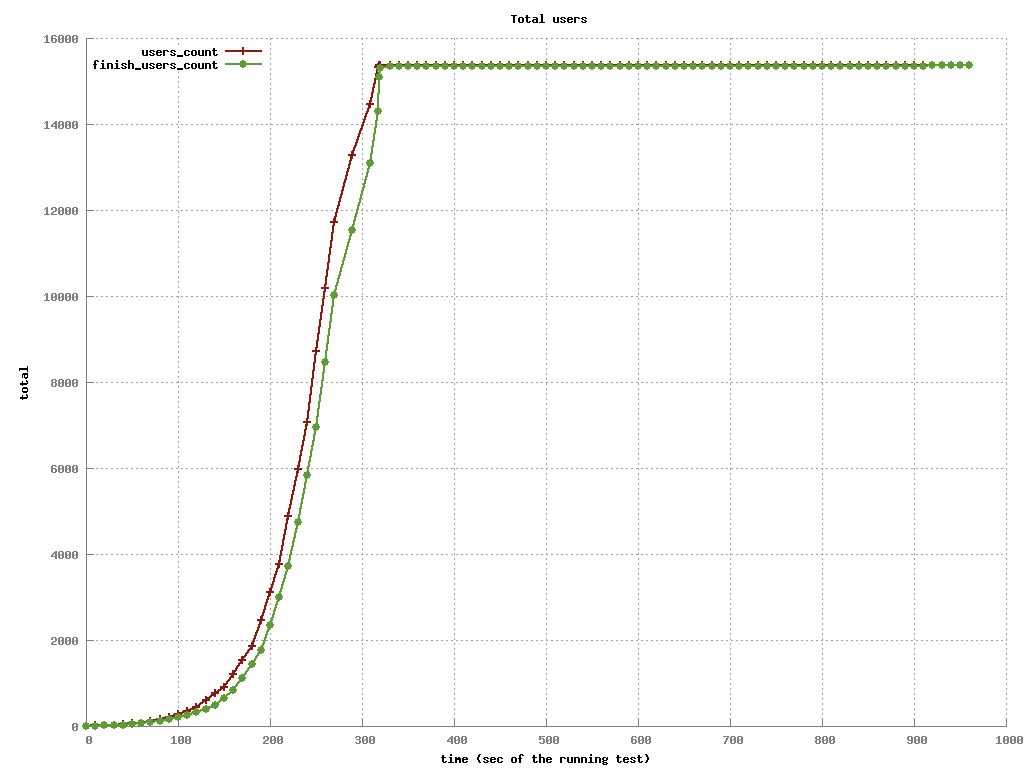 Total users
users_count
finish_users_count
16000
14000
12000
10000
8000
6000
4000
2000
0
total
0 100 200 300 400 500 600 700 800 900 1000
time (sec of the running test)